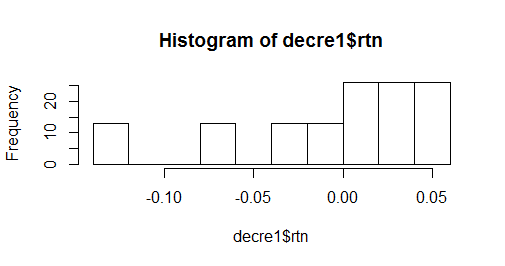 Histogram of decre1$rtn
Frequency
20
10
0
-0.10 -0.05 0.00 0.05
decre1$rtn